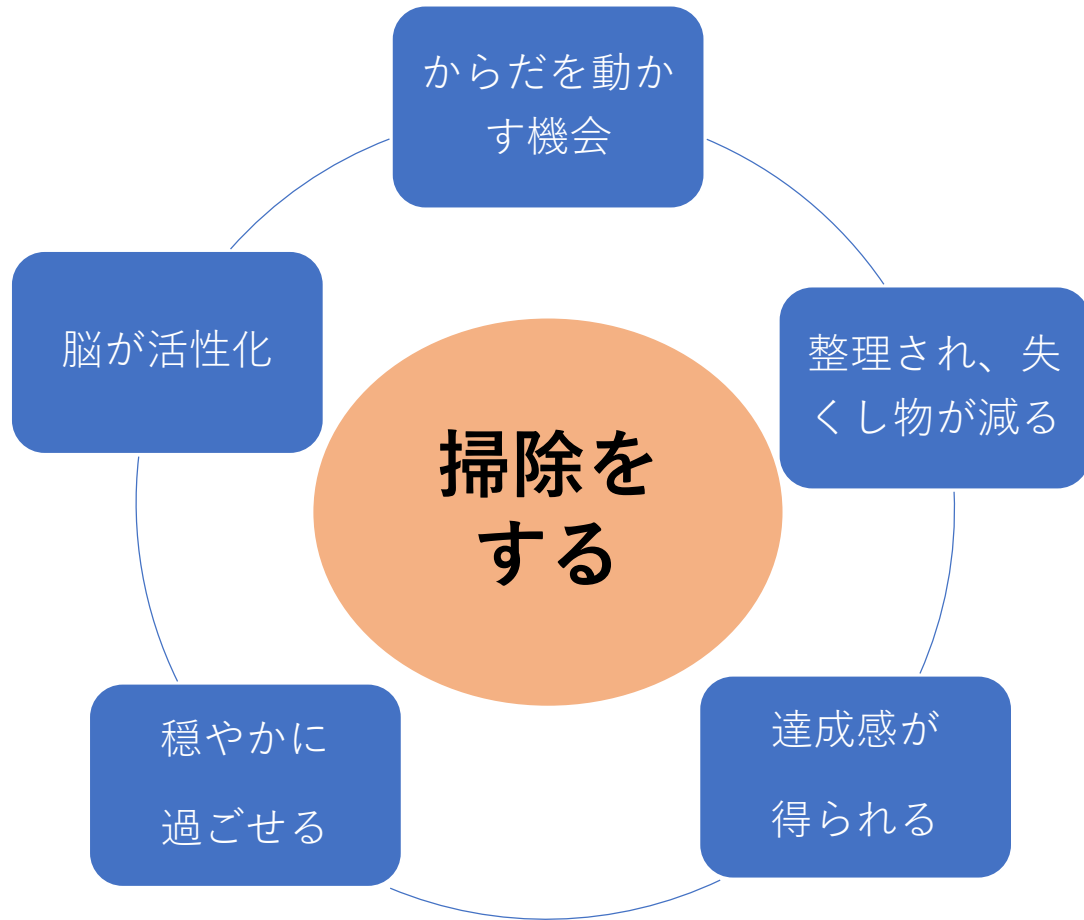 からだを動か
す機会
整理され、失
くし物が減る
達成感が
得られる
穏やかに
過ごせる
脳が活性化
掃除を
する